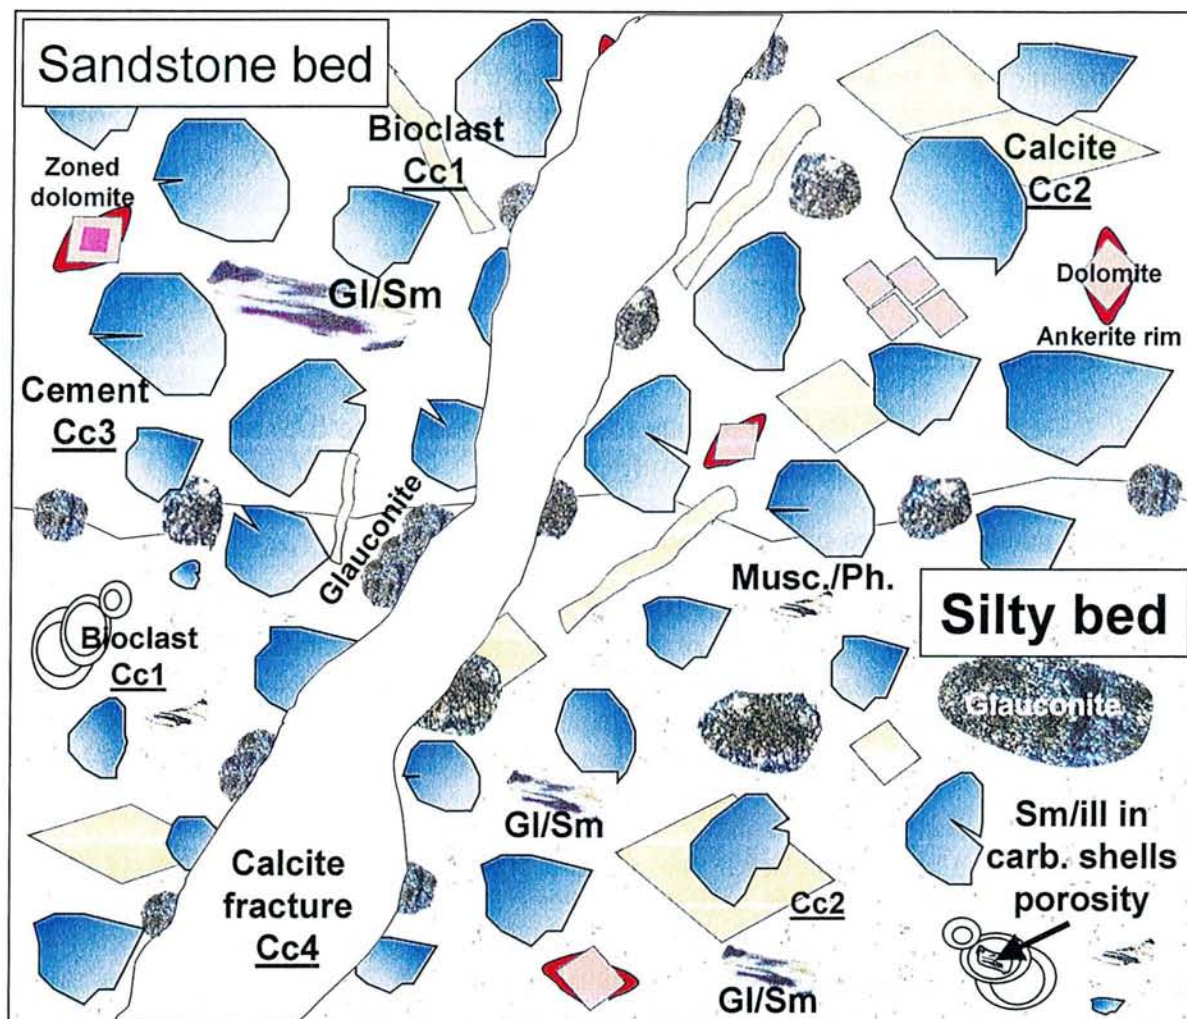 Sandstone bed
Bioclast
Cc1
Calcite
Cc2
Zoned
dolomite
Gl/Sm
Dolomite
Ankerite rim
Cement
Cc3
Glauconite
Musc./Ph.
Silty bed
Bioclast
Cc1
Glauconite
Gl/Sm
Sm/ill in
carb. shells
porosity
Calcite
fracture
Cc4
Cc2
Gl/Sm